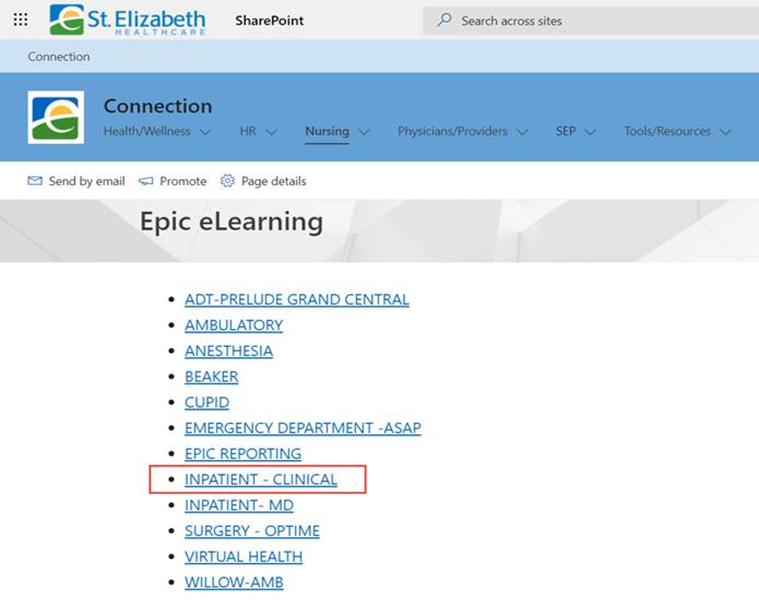 St. Elizabeth
HEALTHCARE
SharePoint
Search across sites
Connection
Connection
Health/Wellness HR Nursing Physicians/Providers SEP Tools/Resources
Send by email Promote Page details
Epic eLearning
ADT-PRELUDE GRAND CENTRAL
AMBULATORY
ANESTHESIA
BEAKER
CUPID
EMERGENCY DEPARTMENT -ASAP
EPIC REPORTING
INPATIENT - CLINICAL
INPATIENT- MD
SURGERY - OPTIME
VIRTUAL HEALTH
WILLOW-AMB